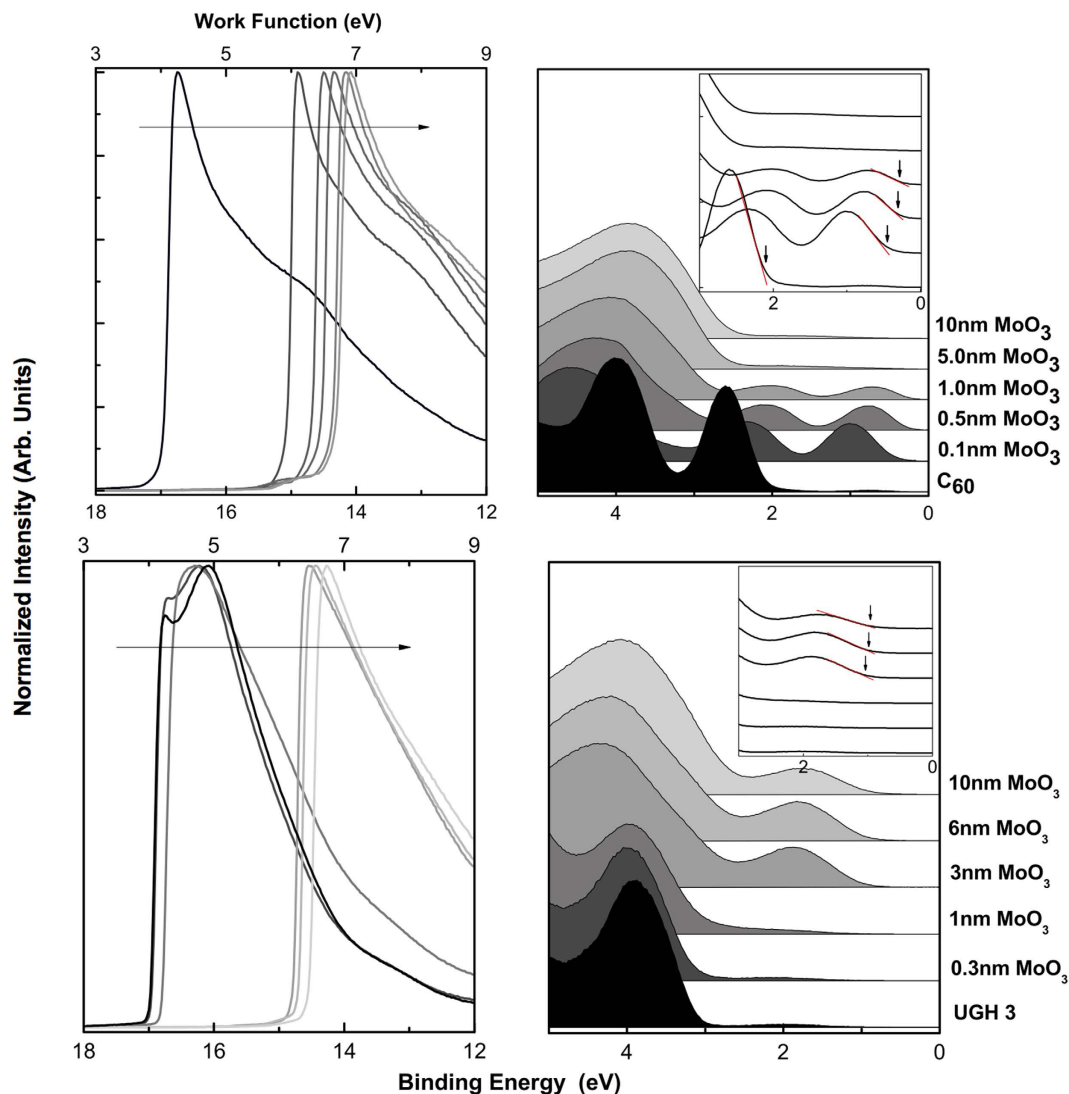 Work Function (eV)
3 5 7 9
18 16 14 12
2 0
10nm MoO3
5.0nm MoO3
1.0nm MoO3
0.5nm MoO3
0.1nm MoO3
C60
4 2 0
Normalized Intensity (Arb. Units)
3 5 7 9
18 16 14 12
2 0
10nm MoO3
6nm MoO3
3nm MoO3
1nm MoO3
0.3nm MoO3
UGH 3
4 2 0
Binding Energy (eV)